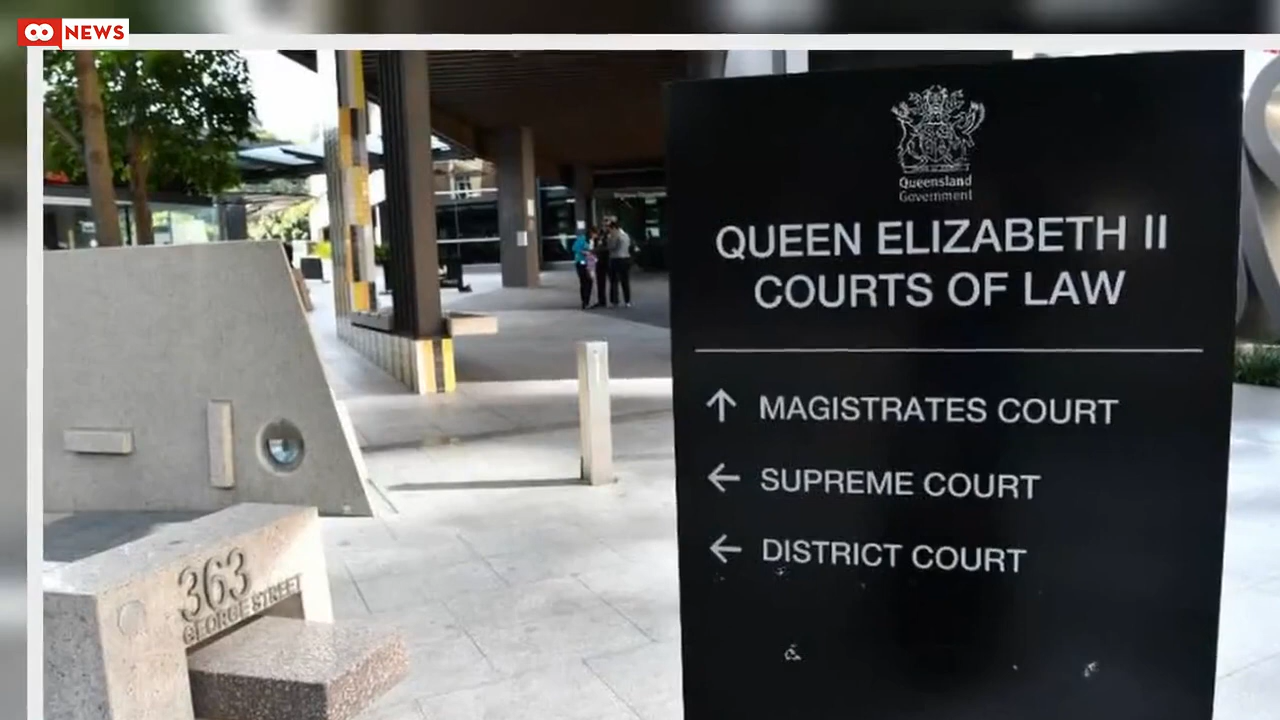 NEWS
Queensland
Government
QUEEN ELIZABETH II
COURTS OF LAW
↑ MAGISTRATES COURT
← SUPREME COURT
← DISTRICT COURT
363
GEORGE STREET